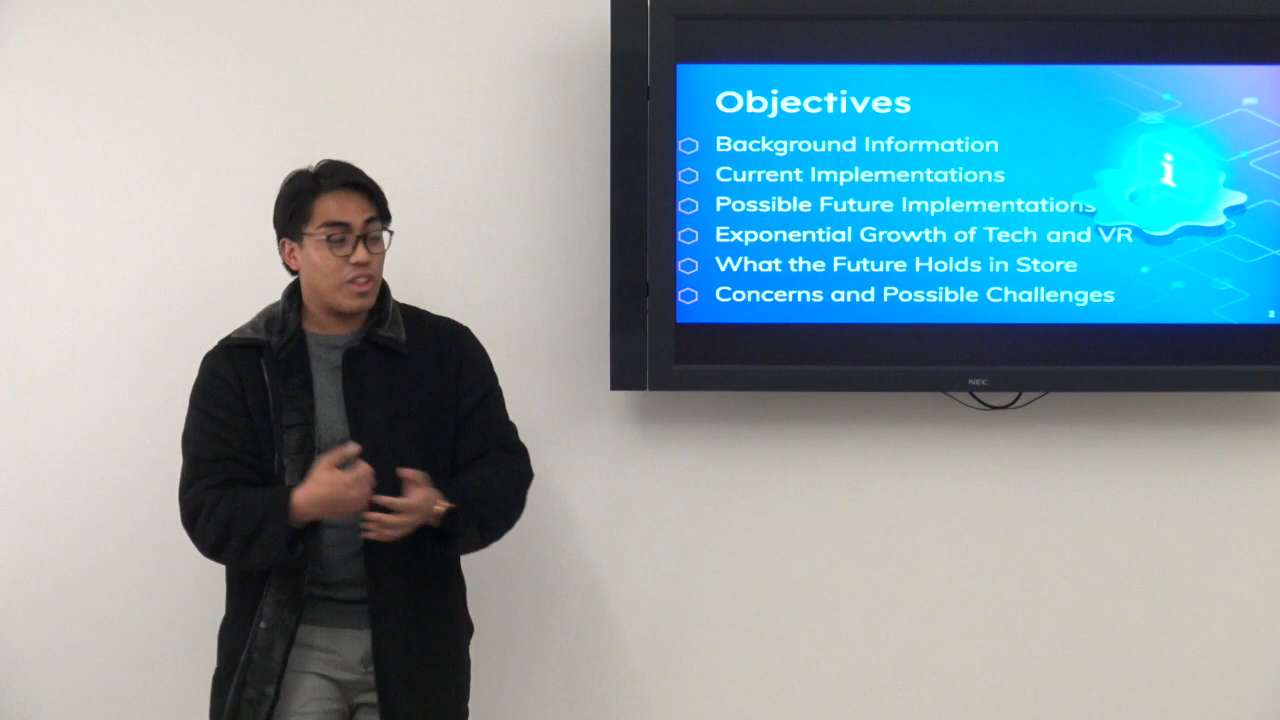 Objectives
Background Information
Current Implementations
Possible Future Implementations
Exponential Growth of Tech and VR
What the Future Holds in Store
Concerns and Possible Challenges
i
2
NEC